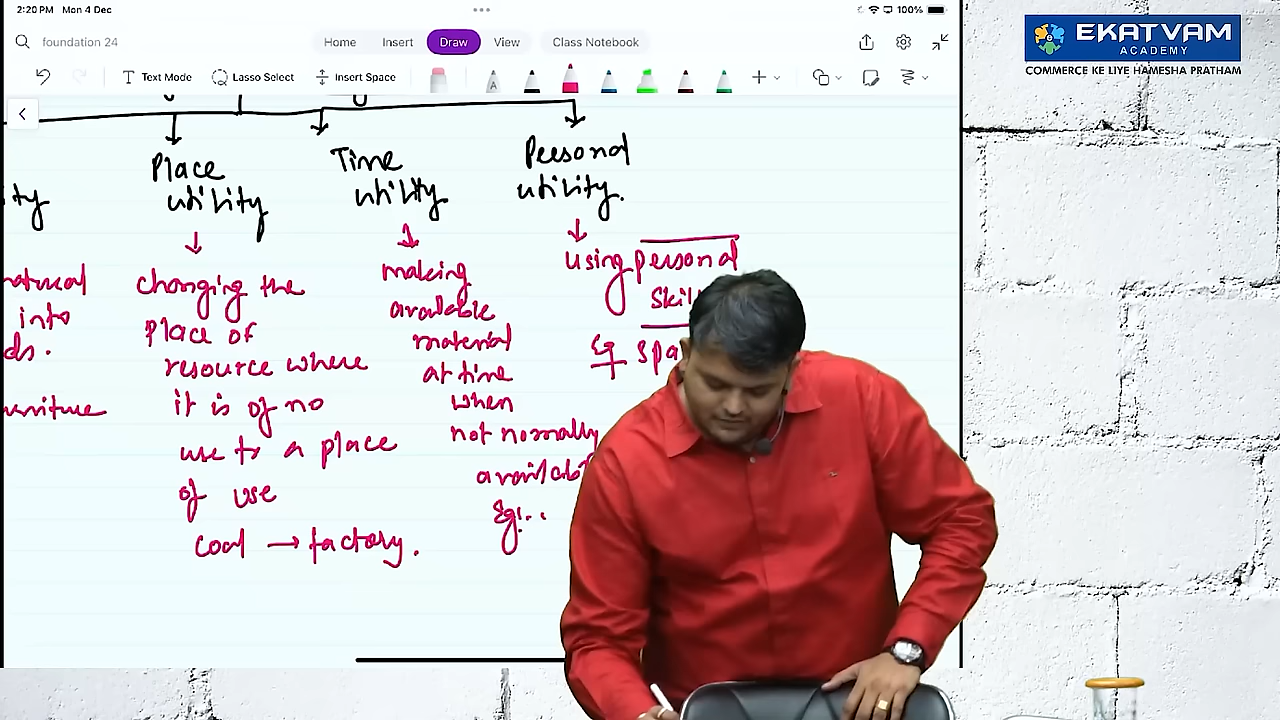 2:20 PM Mon 4 Dec
100%
foundation 24
Home Insert Draw View Class Notebook
Text Mode Lasso Select Insert Space
EKATVAM
ACADEMY
COMMERCE KE LIYE HAMESHA PRATHAM
Place
utility
Time
utility
Personal
utility.
changing the
place of
resource where
it is of no
use to a place
of use
coal → factory.
making
available
material
at time
when
not normally
Eg:..
using personal
into